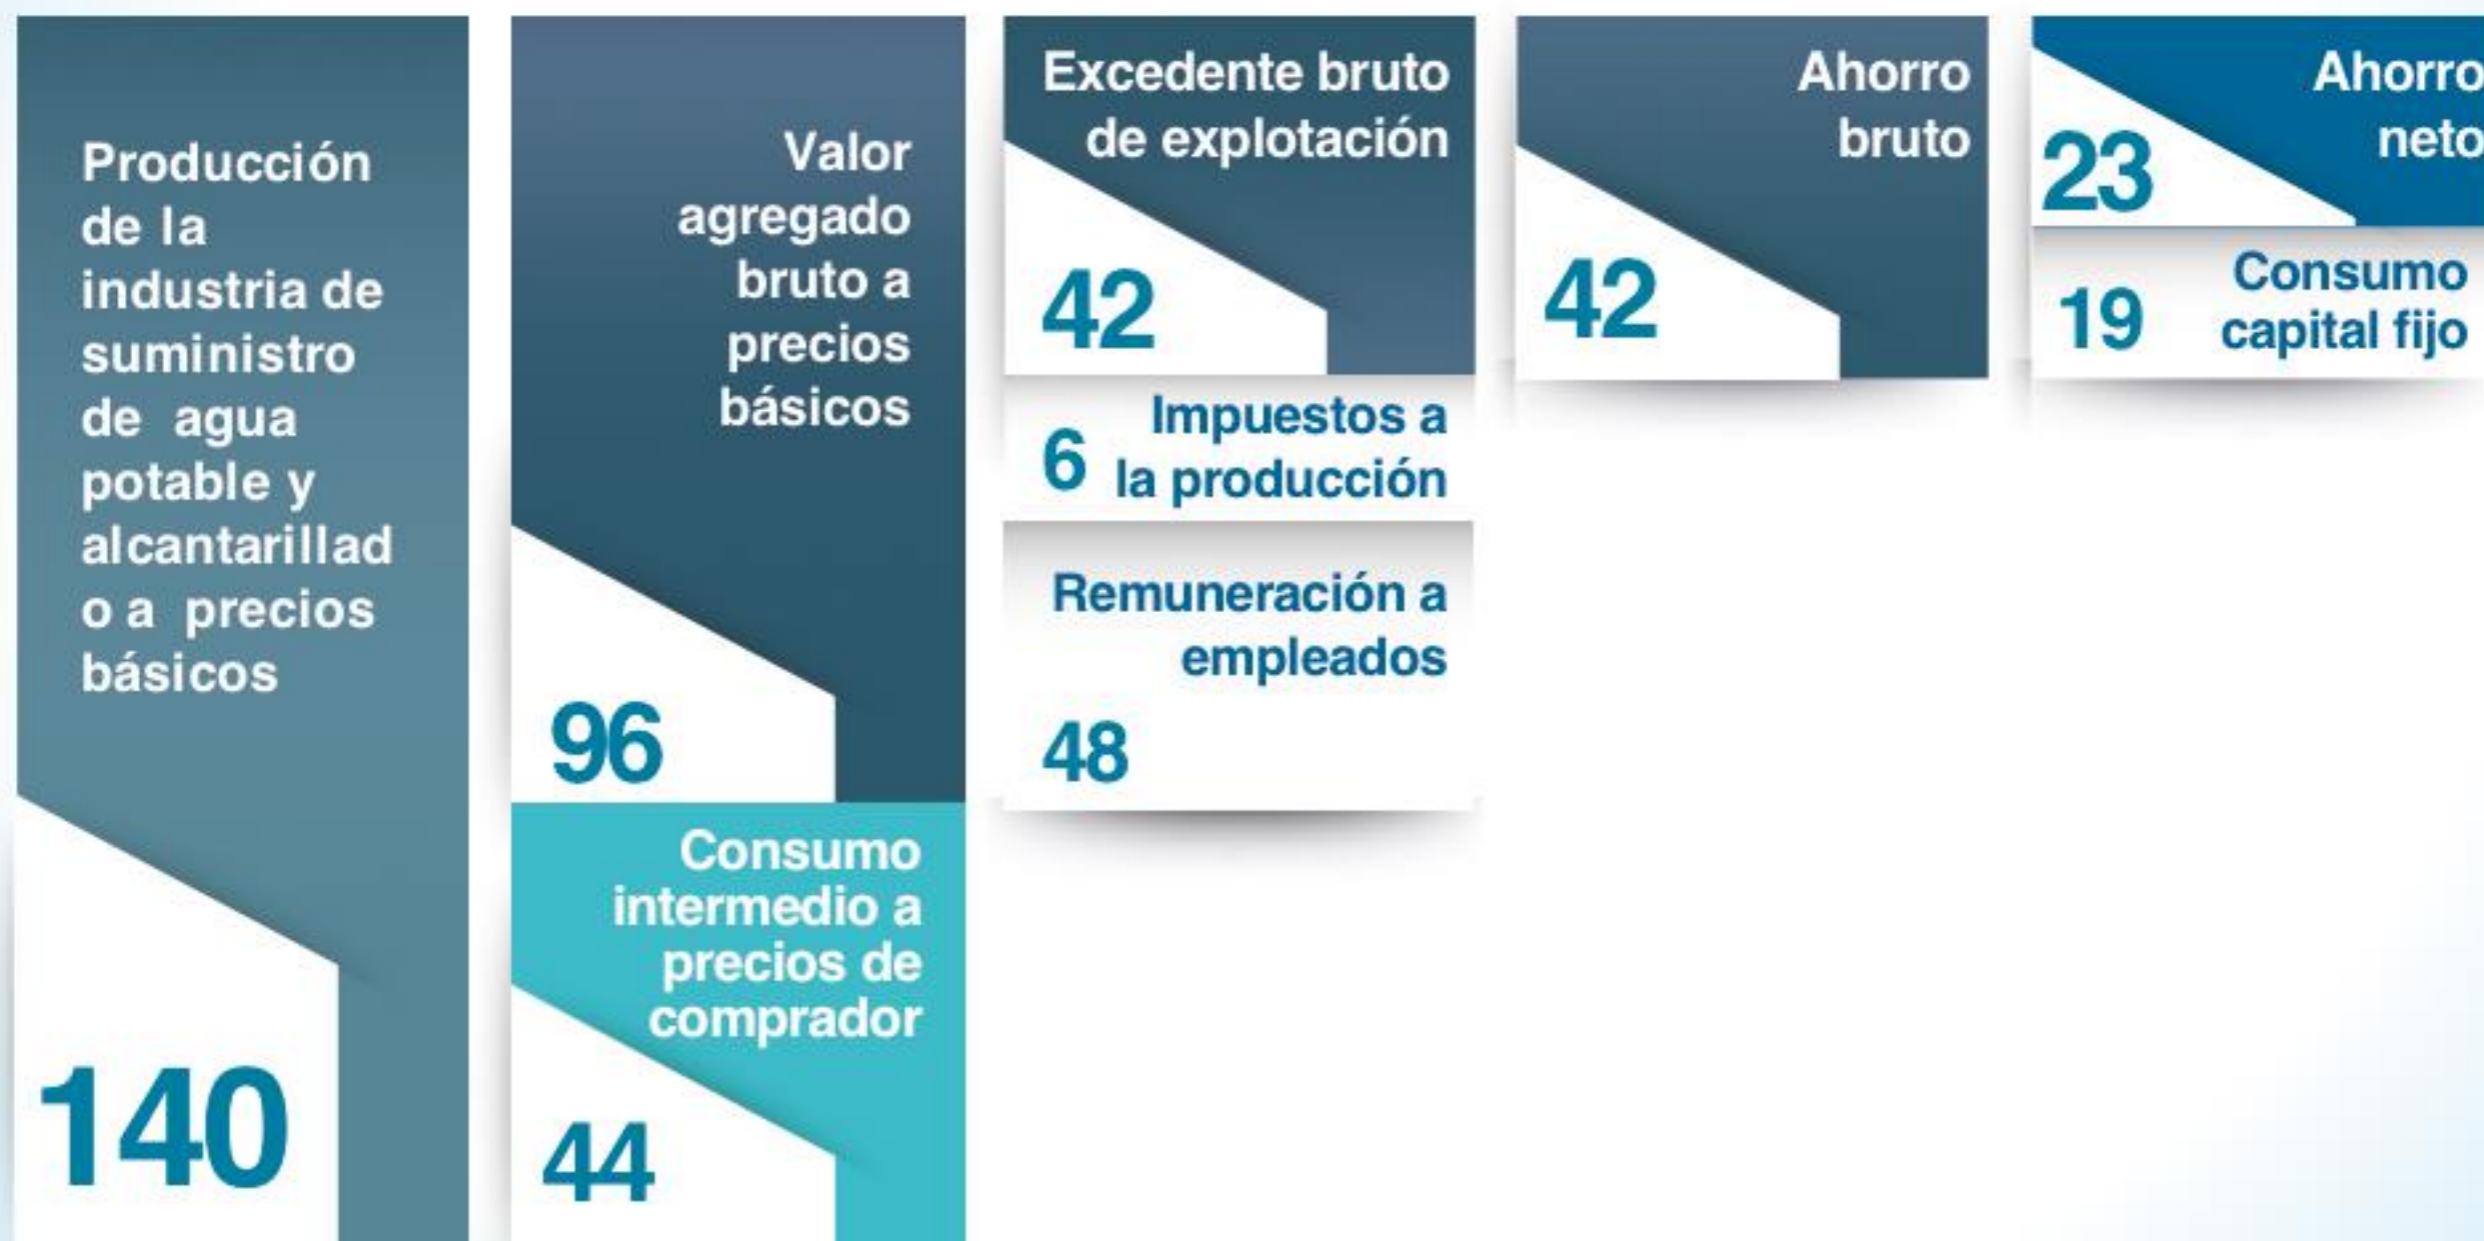 Producción
de la
industria de
suministro
de agua
potable y
alcantarillad
o a precios
básicos
140
Valor
agregado
bruto a
precios
básicos
96
Consumo
intermedio a
precios de
comprador
44
Excedente bruto
de explotación
42
Impuestos a
6 la producción
Remuneración a
empleados
48
Ahorro
bruto
42
Ahorro
neto
23
Consumo
19 capital fijo